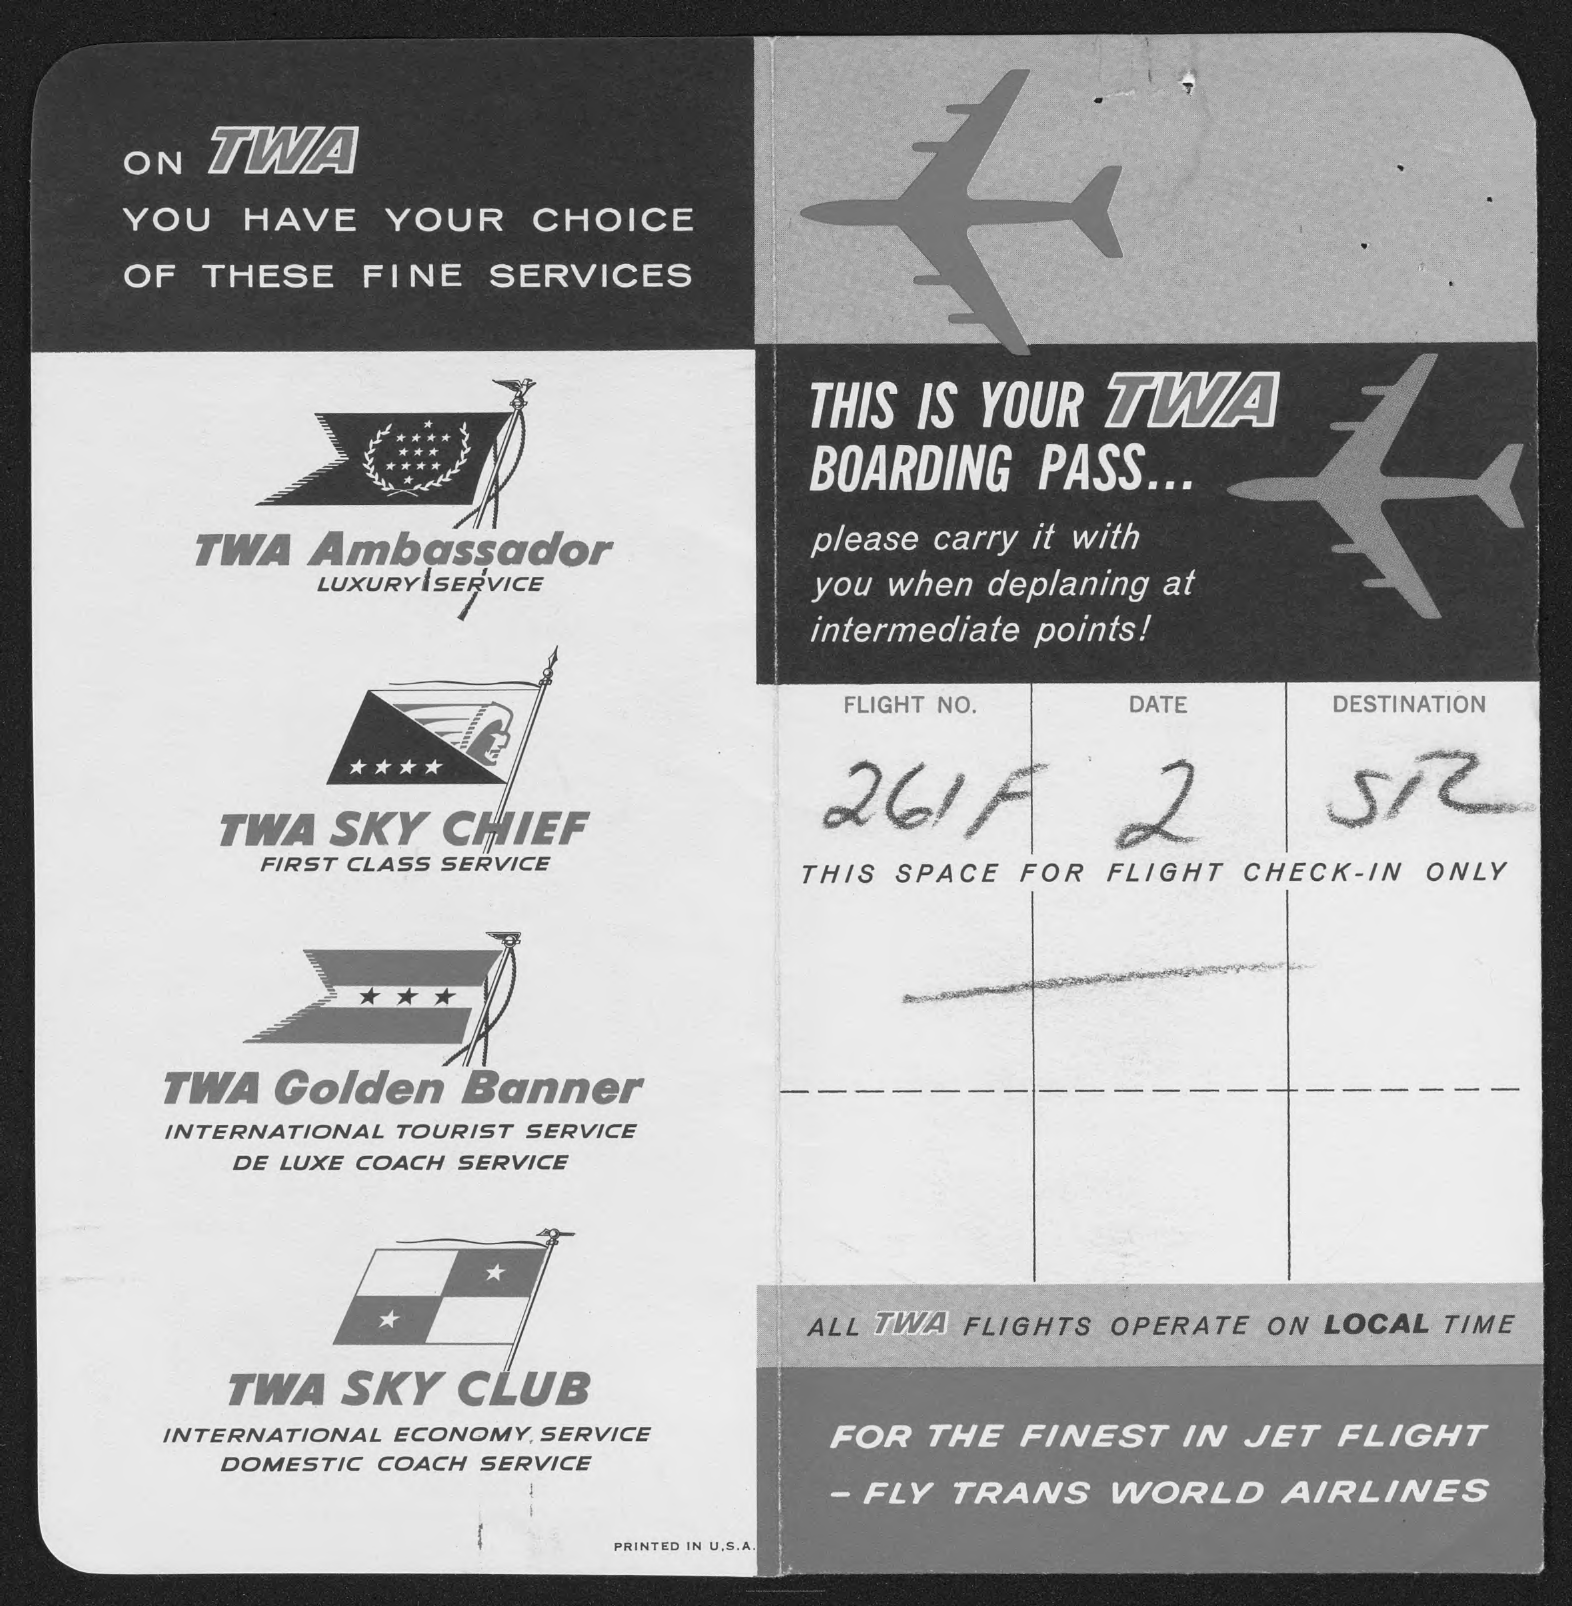 ON TWA
YOU HAVE YOUR CHOICE
OF THESE FINE SERVICES
TWA Ambassador
LUXURY SERVICE
TWA SKY CHIEF
FIRST CLASS SERVICE
TWA Golden Banner
INTERNATIONAL TOURIST SERVICE
DE LUXE COACH SERVICE
TWA SKY CLUB
INTERNATIONAL ECONOMY SERVICE
DOMESTIC COACH SERVICE
PRINTED IN U.S.A.
THIS IS YOUR TWA
BOARDING PASS...
please carry it with
you when deplaning at
intermediate points!
FLIGHT NO. DATE DESTINATION
261F 2
THIS SPACE FOR FLIGHT CHECK-IN ONLY
ALL TWA FLIGHTS OPERATE ON LOCAL TIME
FOR THE FINEST IN JET FLIGHT
– FLY TRANS WORLD AIRLINES